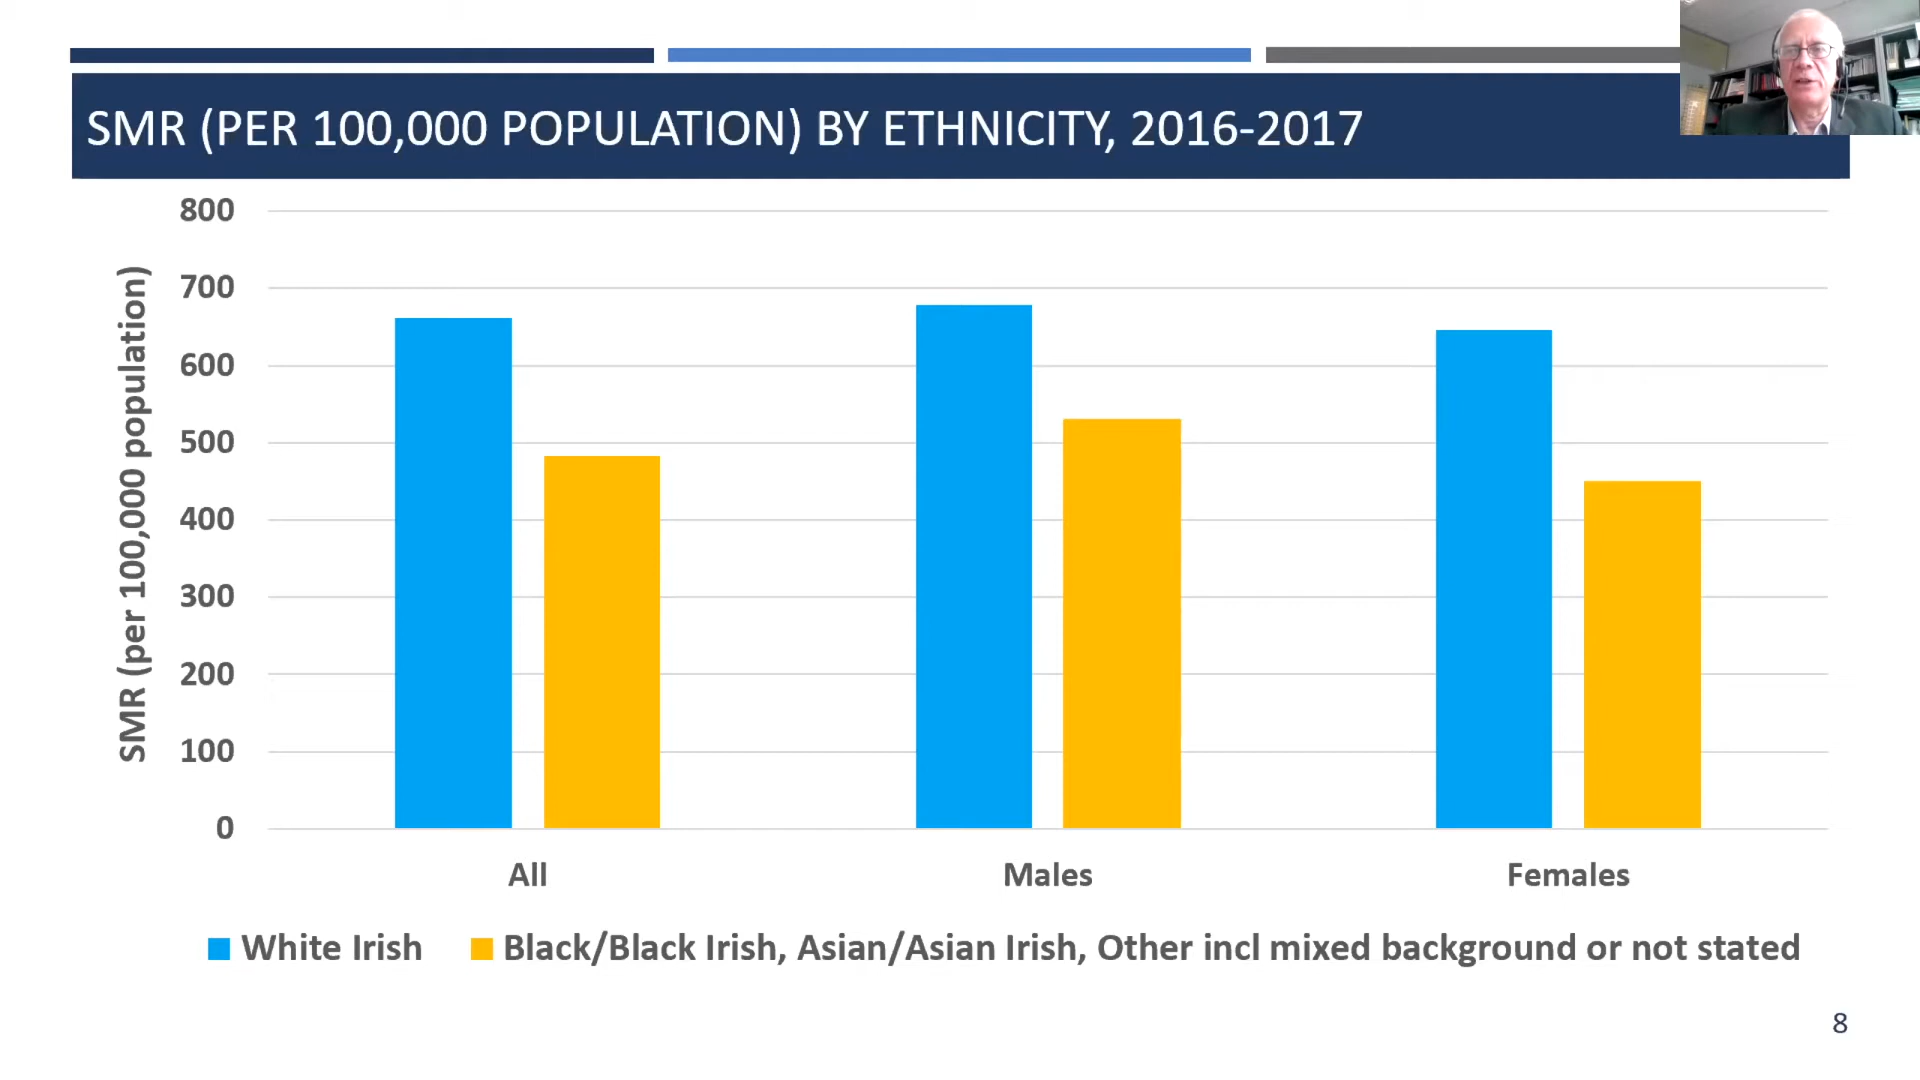 SMR (PER 100,000 POPULATION) BY ETHNICITY, 2016-2017
SMR (per 100,000 population)
800
700
600
500
400
300
200
100
0
All
Males
Females
White Irish
Black/Black Irish, Asian/Asian Irish, Other incl mixed background or not stated
8